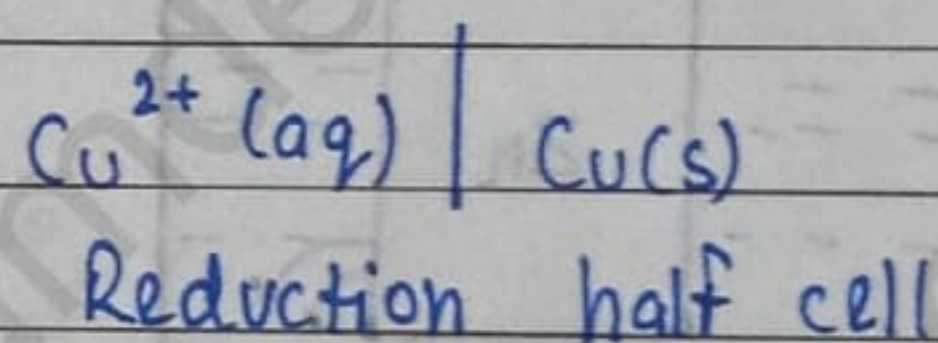 Cu²⁺ (aq) | Cu(s)
Reduction half cell